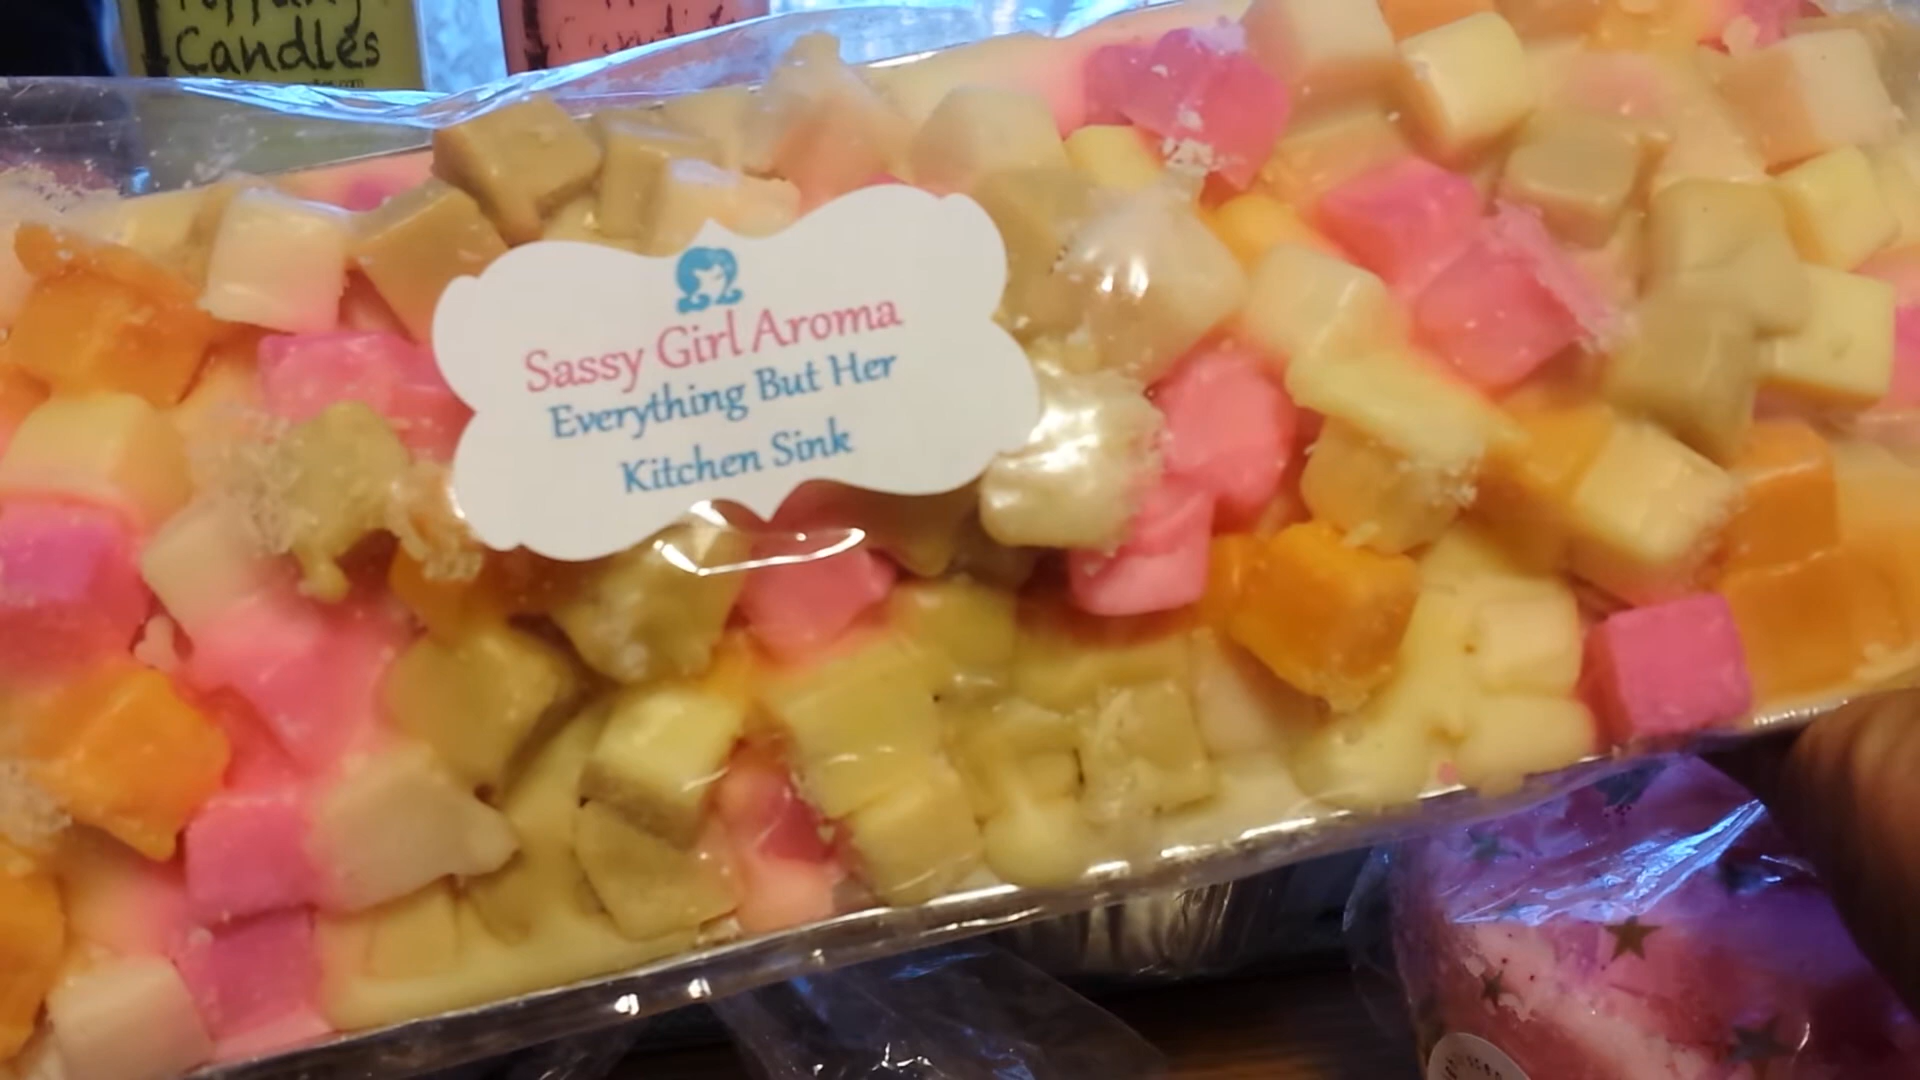 Candles
Sassy Girl Aroma
Everything But Her
Kitchen Sink